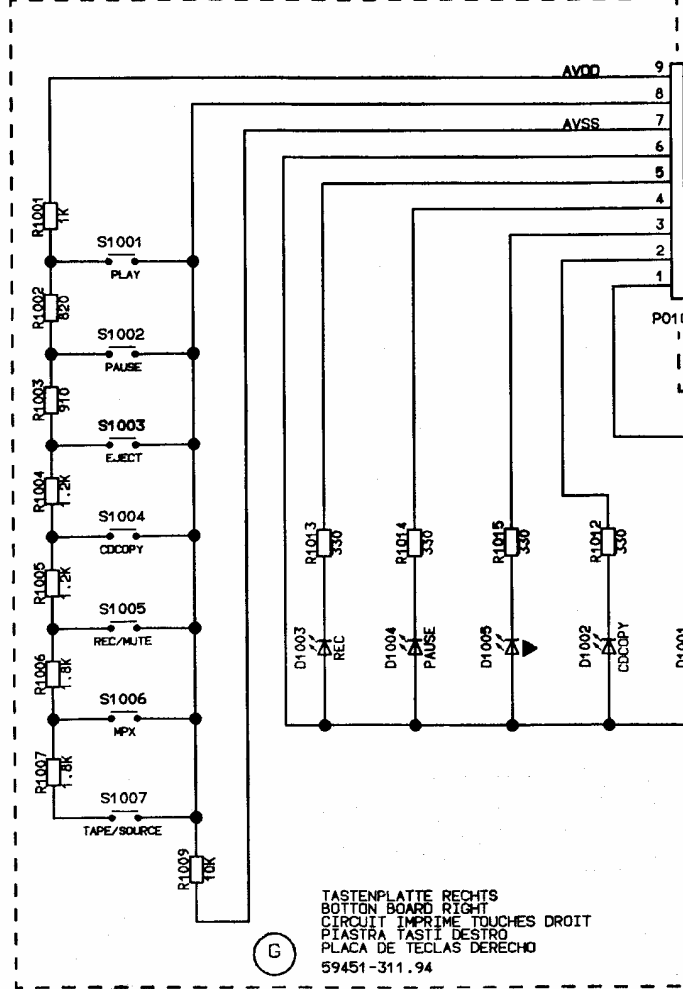 AVDD 9
8
AVSS 7
6
5
4
3
2
1
P010
R1001 1K
S1001
PLAY
R1002 820
S1002
PAUSE
R1003 910
S1003
EJECT
R1004 1.2K
S1004
CDCOPY
R1005 1.2K
S1005
REC/MUTE
R1006 1.8K
S1006
MPX
R1007 1.8K
S1007
TAPE/SOURCE
R1009 10K
R1013 330
R1014 330
R1015 330
R1012 330
D1003 REC
D1004 PAUSE
D1005
D1002 CDCOPY
D1001
G
TASTENPLATTE RECHTS
BOTTON BOARD RIGHT
CIRCUIT IMPRIME TOUCHES DROIT
PIASTRA TASTI DESTRO
PLACA DE TECLAS DERECHO
59451-311.94